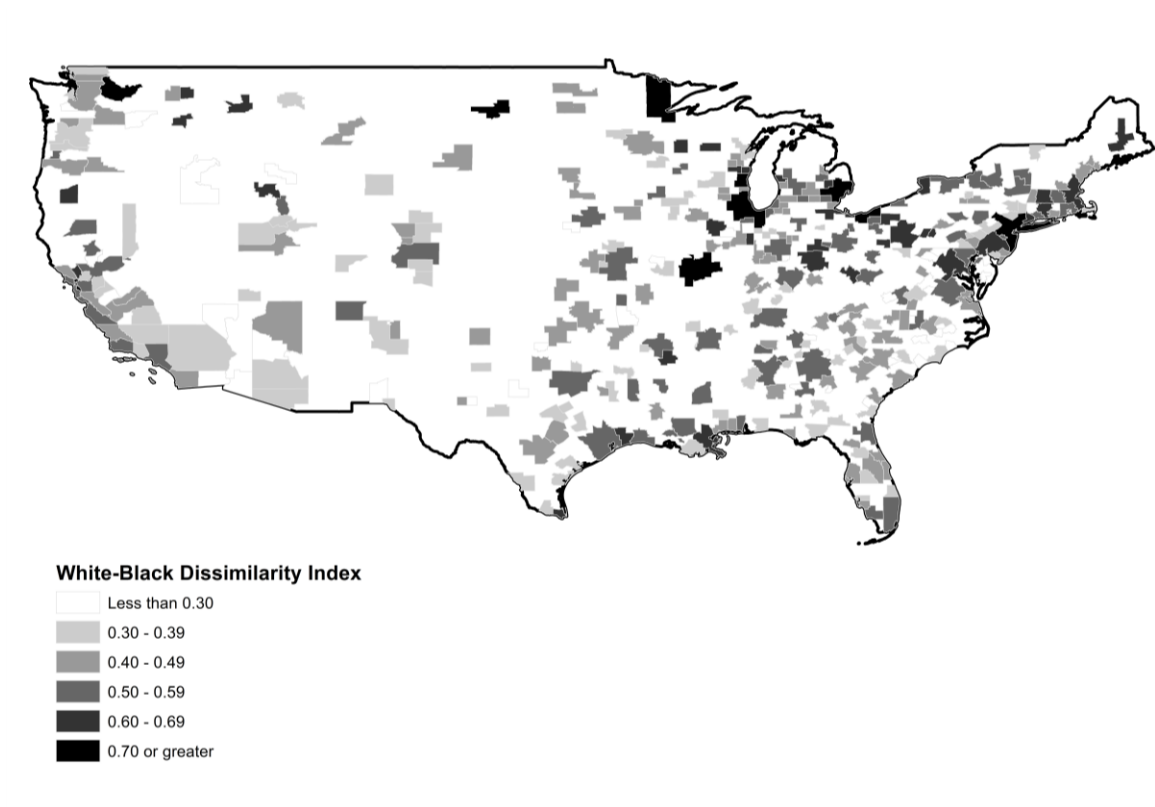 White-Black Dissimilarity Index
Less than 0.30
0.30 - 0.39
0.40 - 0.49
0.50 - 0.59
0.60 - 0.69
0.70 or greater